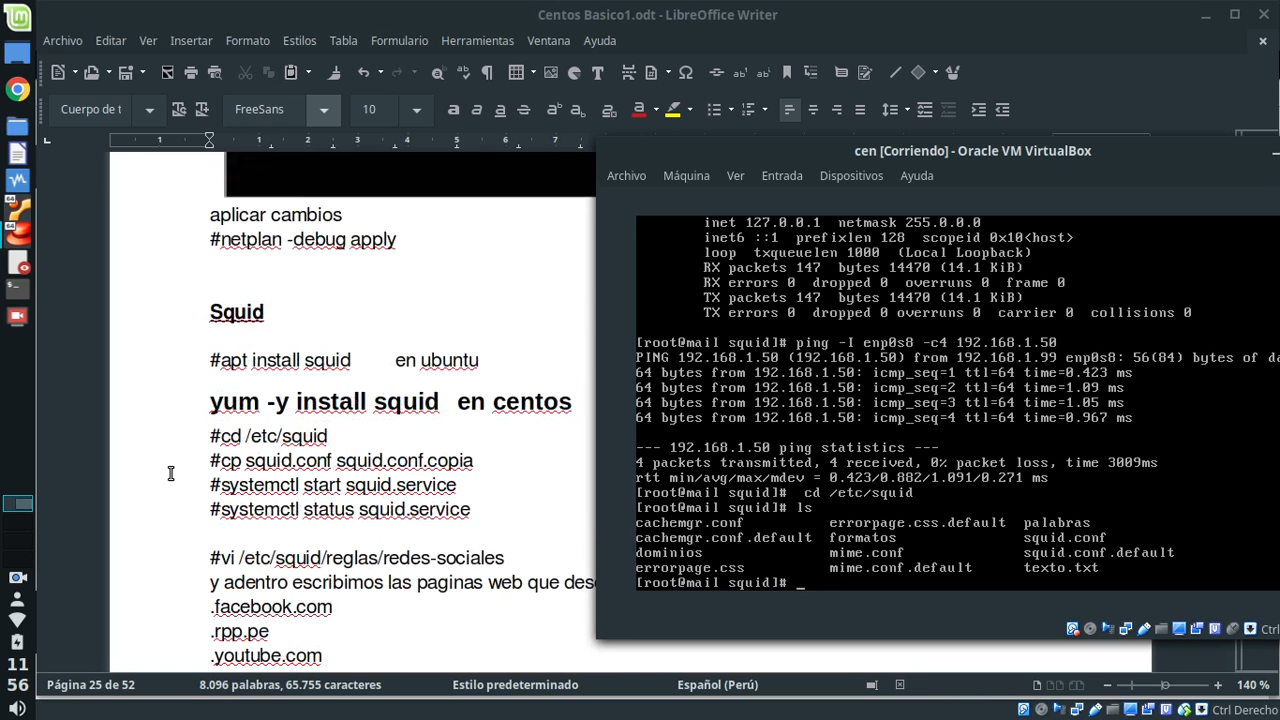 Centos Basico1.odt - LibreOffice Writer
Archivo Editar Ver Insertar Formato Estilos Tabla Formulario Herramientas Ventana Ayuda
Cuerpo de t FreeSans 10
1 1 2 3 4 5 6 7
aplicar cambios
#netplan -debug apply
Squid
#apt install squid en ubuntu
yum -y install squid en centos
#cd /etc/squid
#cp squid.conf squid.conf.copia
#systemctl start squid.service
#systemctl status squid.service
#vi /etc/squid/reglas/redes-sociales
y adentro escribimos las paginas web que des
.facebook.com
.rpp.pe
.youtube.com
Página 25 de 52 8.096 palabras, 65.755 caracteres Estilo predeterminado Español (Perú) 140 %
cen [Corriendo] - Oracle VM VirtualBox
Archivo Máquina Ver Entrada Dispositivos Ayuda
inet 127.0.0.1 netmask 255.0.0.0
inet6 ::1 prefixlen 128 scopeid 0x10<host>
loop txqueuelen 1000 (Local Loopback)
RX packets 147 bytes 14470 (14.1 KiB)
RX errors 0 dropped 0 overruns 0 frame 0
TX packets 147 bytes 14470 (14.1 KiB)
TX errors 0 dropped 0 overruns 0 carrier 0 collisions 0
[root@mail squid]# ping -I enp0s8 -c4 192.168.1.50
PING 192.168.1.50 (192.168.1.50) from 192.168.1.99 enp0s8: 56(84) bytes of da
64 bytes from 192.168.1.50: icmp_seq=1 ttl=64 time=0.423 ms
64 bytes from 192.168.1.50: icmp_seq=2 ttl=64 time=1.09 ms
64 bytes from 192.168.1.50: icmp_seq=3 ttl=64 time=1.05 ms
64 bytes from 192.168.1.50: icmp_seq=4 ttl=64 time=0.967 ms
--- 192.168.1.50 ping statistics ---
4 packets transmitted, 4 received, 0% packet loss, time 3009ms
rtt min/avg/max/mdev = 0.423/0.882/1.091/0.271 ms
[root@mail squid]# cd /etc/squid
[root@mail squid]# ls
cachemgr.conf errorpage.css.default palabras
cachemgr.conf.default formatos squid.conf
dominios mime.conf squid.conf.default
errorpage.css mime.conf.default texto.txt
[root@mail squid]# _
Ctrl
Ctrl Derecho
64
64
11
56